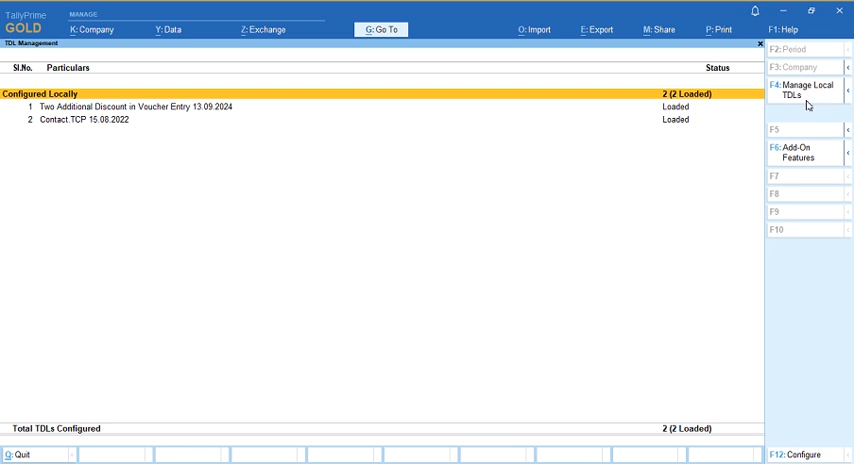 TallyPrime
GOLD
MANAGE
K: Company
Y: Data
Z: Exchange
G: Go To
O: Import
E: Export
M: Share
P: Print
F1: Help
TDL Management
Sl.No. Particulars Status
Configured Locally 2 (2 Loaded)
1 Two Additional Discount in Voucher Entry 13.09.2024 Loaded
2 Contact.TCP 15.08.2022 Loaded
Total TDLs Configured 2 (2 Loaded)
F2: Period
F3: Company
F4: Manage Local
TDLs
F5
F6: Add-On
Features
F7
F8
F9
F10
Q: Quit
F12: Configure